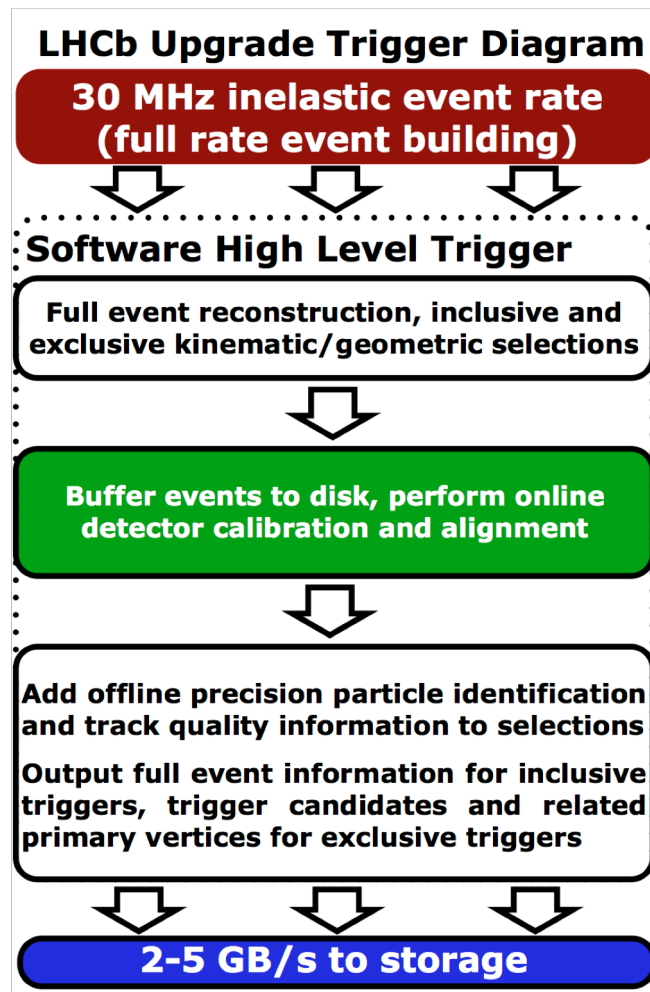 LHCb Upgrade Trigger Diagram
30 MHz inelastic event rate
(full rate event building)
Software High Level Trigger
Full event reconstruction, inclusive and
exclusive kinematic/geometric selections
Buffer events to disk, perform online
detector calibration and alignment
Add offline precision particle identification
and track quality information to selections
Output full event information for inclusive
triggers, trigger candidates and related
primary vertices for exclusive triggers
2-5 GB/s to storage